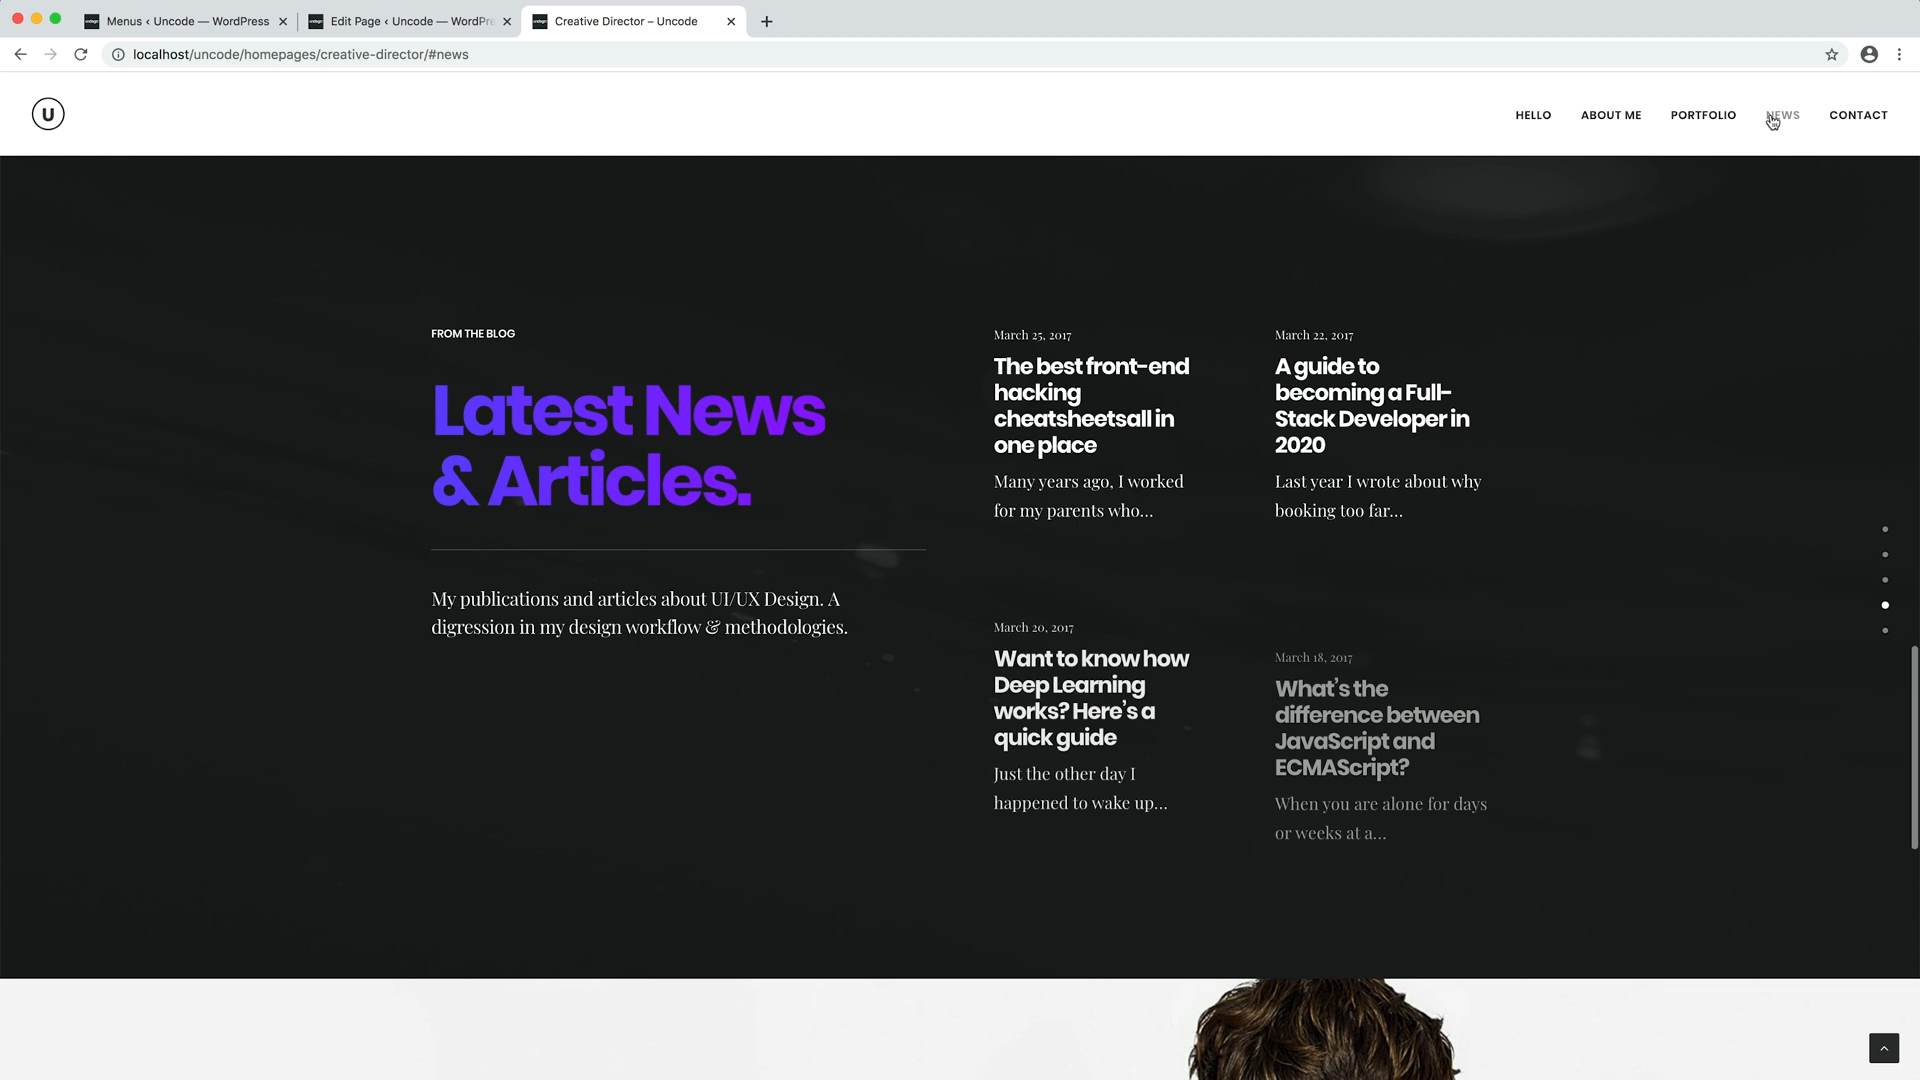 Menus ‹ Uncode — WordPress
Edit Page ‹ Uncode — WordPre
Creative Director – Uncode
localhost/uncode/homepages/creative-director/#news
U
HELLO
ABOUT ME
PORTFOLIO
NEWS
CONTACT
FROM THE BLOG
Latest News
& Articles.
My publications and articles about UI/UX Design. A
digression in my design workflow & methodologies.
March 25, 2017
The best front-end
hacking
cheatsheetsall in
one place
Many years ago, I worked
for my parents who...
March 22, 2017
A guide to
becoming a Full-
Stack Developer in
2020
Last year I wrote about why
booking too far...
March 20, 2017
Want to know how
Deep Learning
works? Here’s a
quick guide
Just the other day I
happened to wake up...
March 18, 2017
What’s the
difference between
JavaScript and
ECMAScript?
When you are alone for days
or weeks at a...